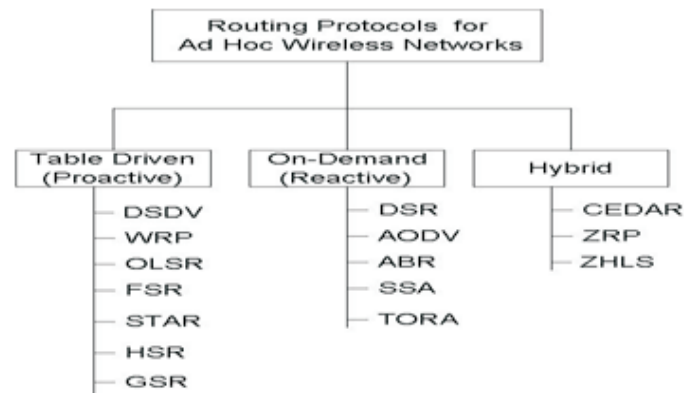 Routing Protocols for
Ad Hoc Wireless Networks
Table Driven
(Proactive)
DSDV
WRP
OLSR
FSR
STAR
HSR
GSR
On-Demand
(Reactive)
DSR
AODV
ABR
SSA
TORA
Hybrid
CEDAR
ZRP
ZHLS